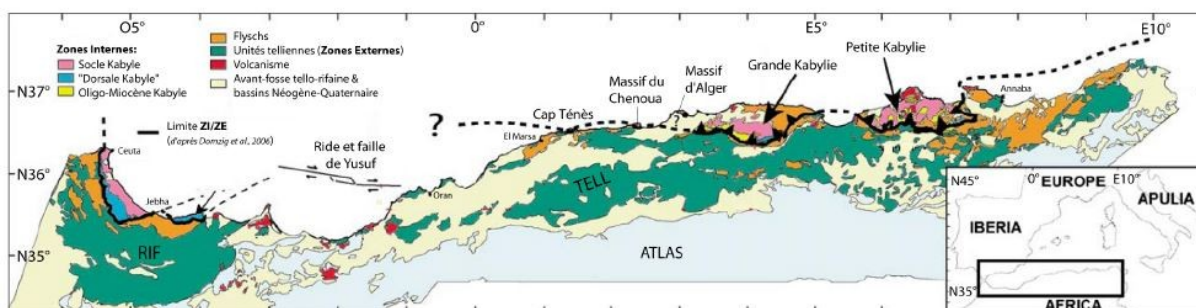 O5°
0°
E5°
E10°
Zones Internes:
Socle Kabyle
"Dorsale Kabyle"
Oligo-Miocène Kabyle
Flyschs
Unités telliennes (Zones Externes)
Volcanisme
Avant-fosse tello-rifaine &
bassins Néogène-Quaternaire
Limite ZI/ZE
(d'après Domzig et al., 2006)
Petite Kabylie
Grande Kabylie
Massif
d'Alger
Massif du
Chenoua
Cap Ténès
N37°
?
?
El Marsa
Annaba
Ceuta
Ride et faille
de Yusuf
N36°
Jebha
Oran
TELL
RIF
ATLAS
N35°
N45°
0°
EUROPE
E10°
APULIA
IBERIA
N35°
AFRICA